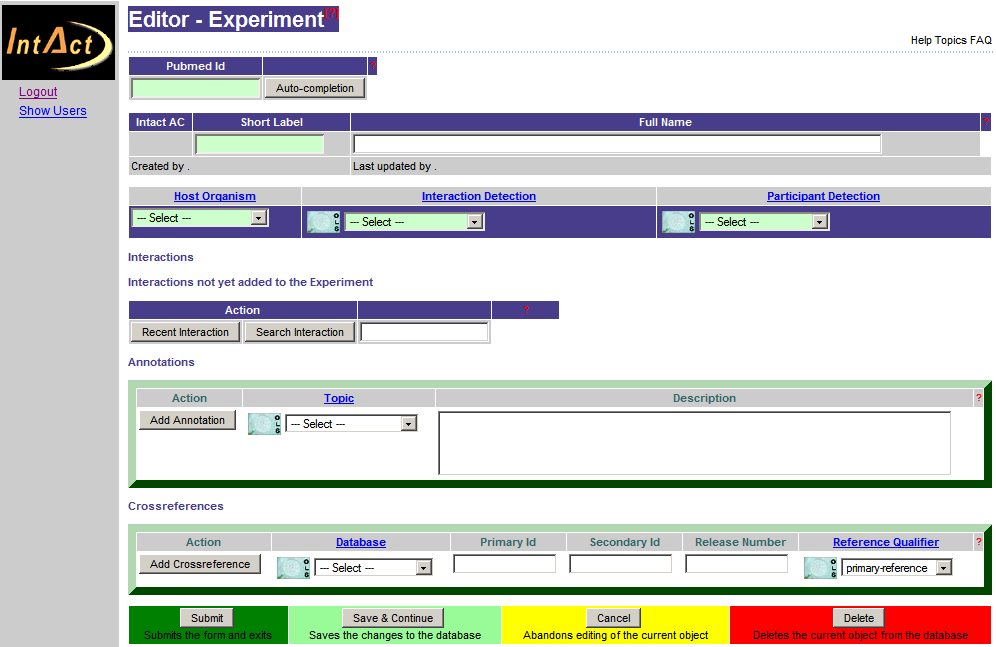 IntAct
Logout
Show Users
Editor - Experiment[?]
Help Topics FAQ
Pubmed Id ?
Auto-completion
Intact AC Short Label Full Name ?
Created by . Last updated by .
Host Organism Interaction Detection Participant Detection
--- Select --- OLG --- Select --- OLG --- Select ---
Interactions
Interactions not yet added to the Experiment
Action ?
Recent Interaction Search Interaction
Annotations
Action Topic Description ?
Add Annotation OLG --- Select ---
Crossreferences
Action Database Primary Id Secondary Id Release Number Reference Qualifier ?
Add Crossreference OLG --- Select --- OLG primary-reference
Submit Save & Continue Cancel Delete
Submits the form and exits Saves the changes to the database Abandons editing of the current object Deletes the current object from the database